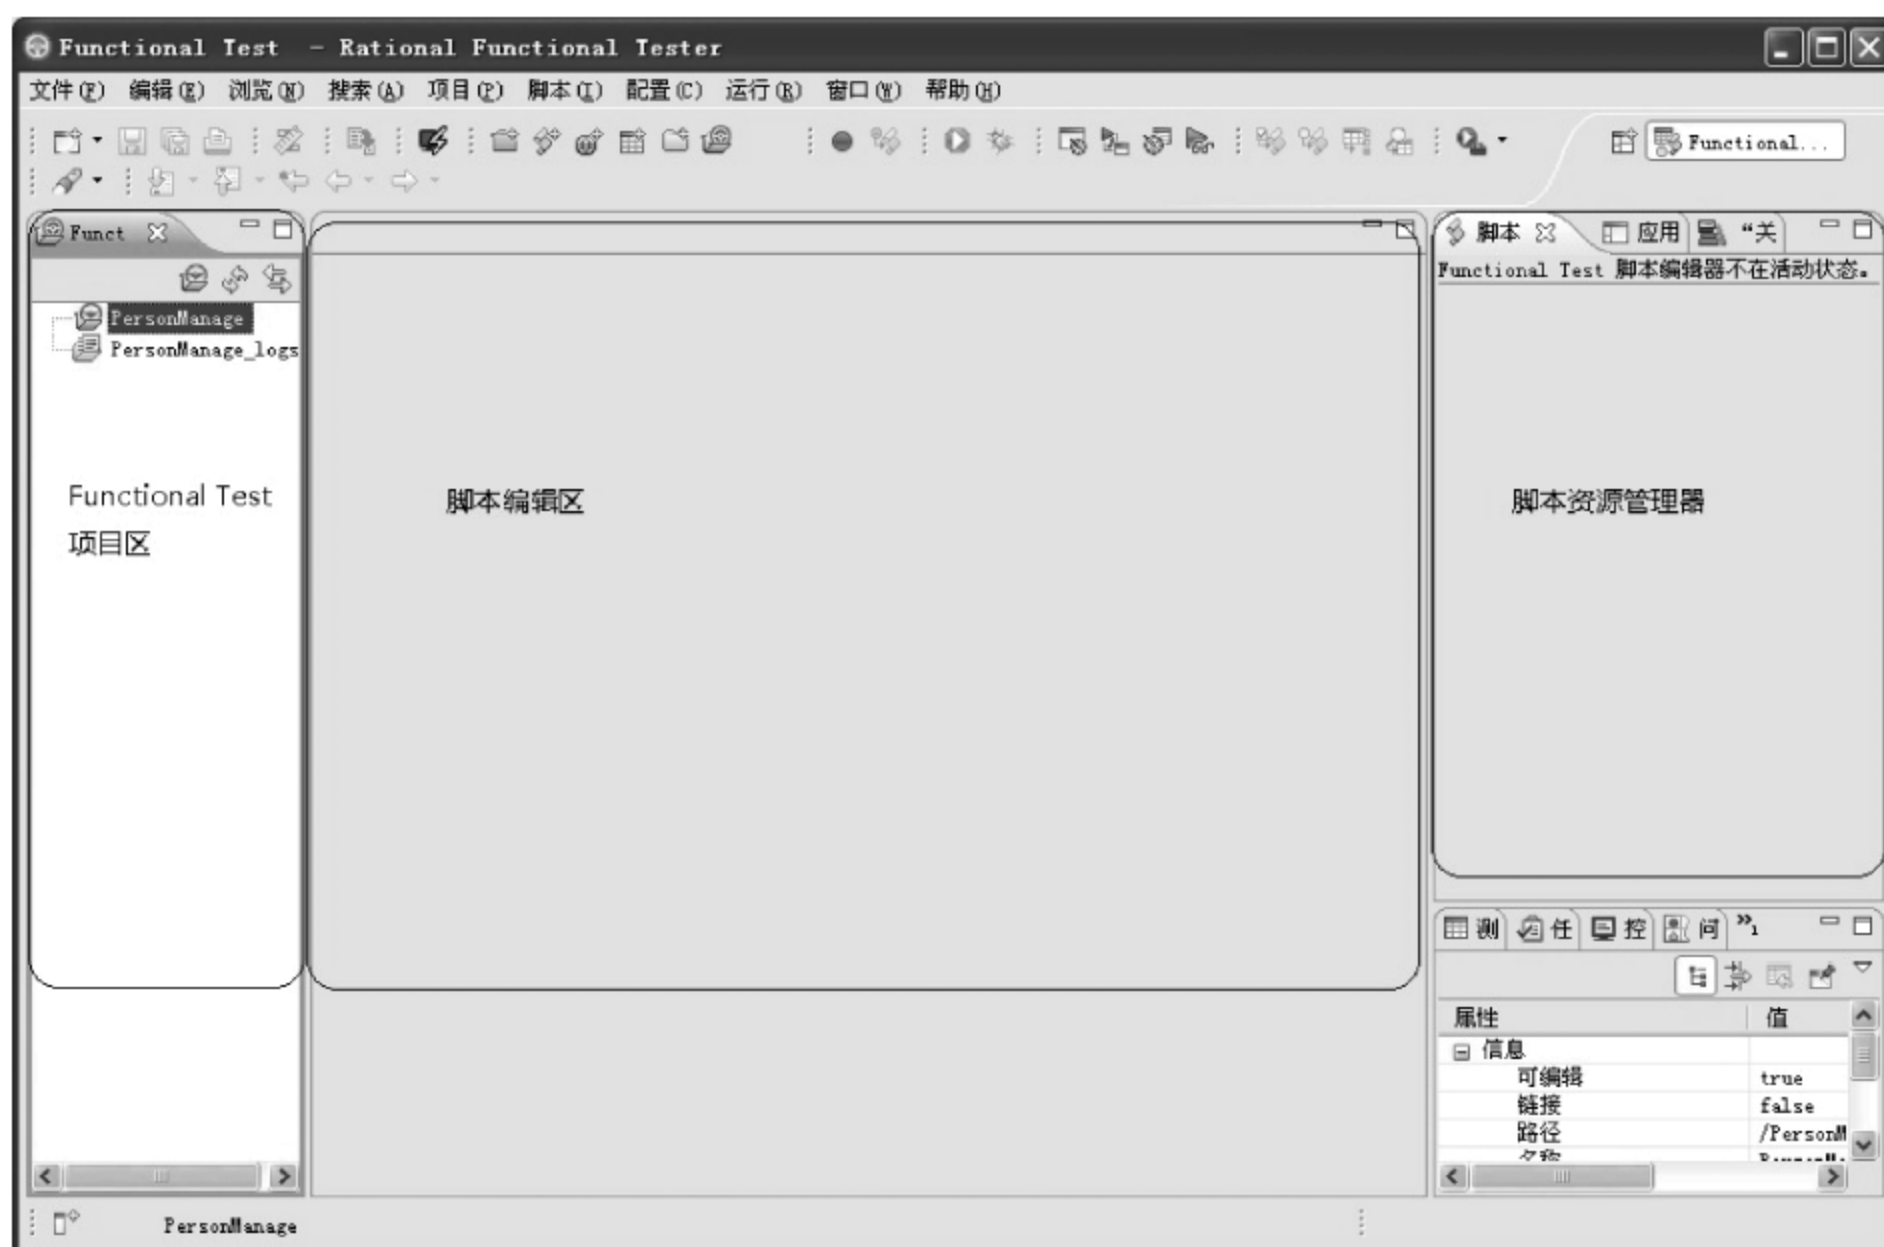 Functional Test - Rational Functional Tester
文件(F) 编辑(E) 浏览(N) 搜索(A) 项目(P) 脚本(I) 配置(C) 运行(R) 窗口(W) 帮助(H)
Functional...
Funct
PersonManage
PersonManage_logs
Functional Test
项目区
脚本编辑区
脚本 应用 “关
Functional Test 脚本编辑器不在活动状态。
脚本资源管理器
测 任 控 问 »1
属性 值
信息
可编辑 true
链接 false
路径 /PersonM
名称
PersonManage